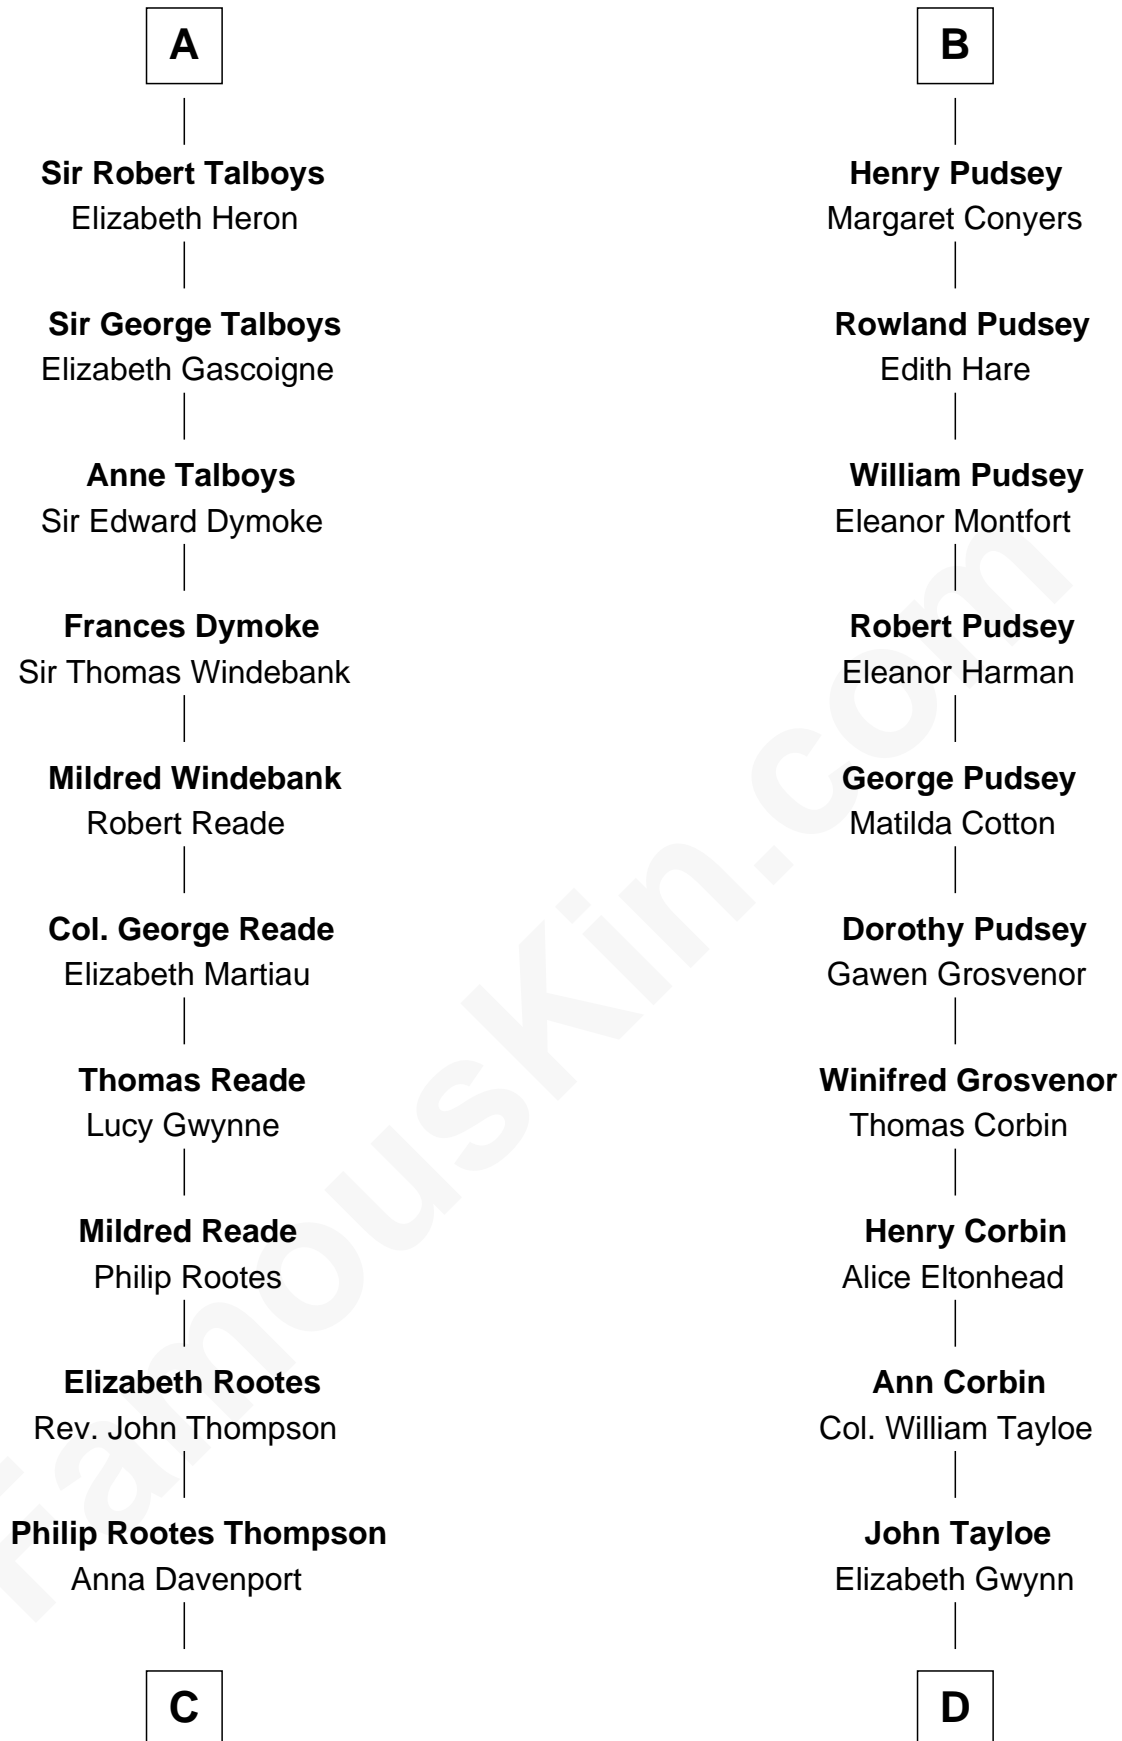 A
Sir Robert Talboys
Elizabeth Heron
Sir George Talboys
Elizabeth Gascoigne
Anne Talboys
Sir Edward Dymoke
Frances Dymoke
Sir Thomas Windebank
Mildred Windebank
Robert Reade
Col. George Reade
Elizabeth Martiau
Thomas Reade
Lucy Gwynne
Mildred Reade
Philip Rootes
Elizabeth Rootes
Rev. John Thompson
Philip Rootes Thompson
Anna Davenport
C
B
Henry Pudsey
Margaret Conyers
Rowland Pudsey
Edith Hare
William Pudsey
Eleanor Montfort
Robert Pudsey
Eleanor Harman
George Pudsey
Matilda Cotton
Dorothy Pudsey
Gawen Grosvenor
Winifred Grosvenor
Thomas Corbin
Henry Corbin
Alice Eltonhead
Ann Corbin
Col. William Tayloe
John Tayloe
Elizabeth Gwynn
D
FamousKin.com